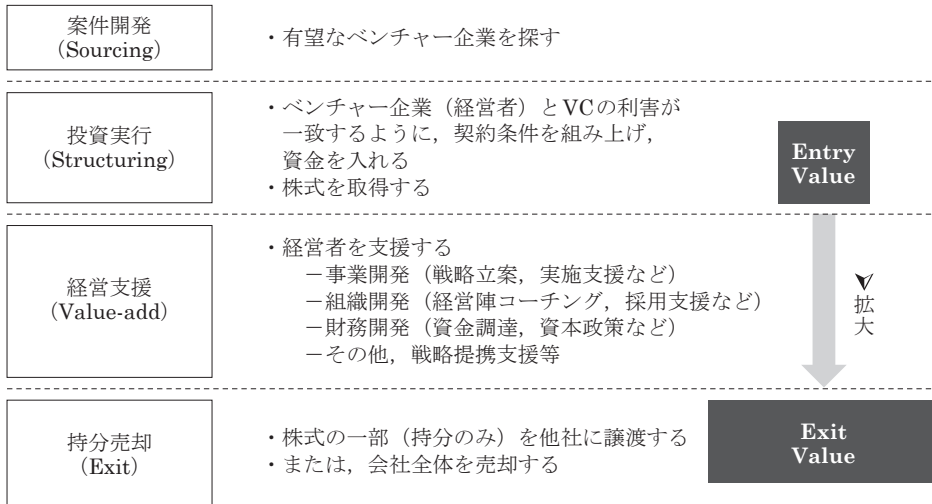 案件開発
(Sourcing)
・有望なベンチャー企業を探す
投資実行
(Structuring)
・ベンチャー企業（経営者）とVCの利害が
一致するように，契約条件を組み上げ，
資金を入れる
・株式を取得する
Entry
Value
経営支援
(Value-add)
・経営者を支援する
－事業開発（戦略立案，実施支援など）
－組織開発（経営陣コーチング，採用支援など）
－財務開発（資金調達，資本政策など）
－その他，戦略提携支援等
拡大
持分売却
(Exit)
・株式の一部（持分のみ）を他社に譲渡する
・または，会社全体を売却する
Exit
Value